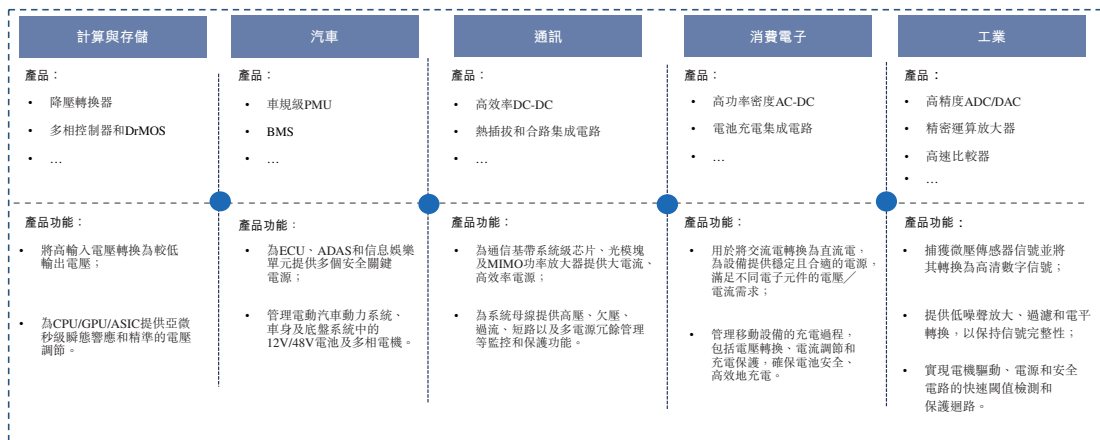 計算與存儲
產品：
• 降壓轉換器
• 多相控制器和DrMOS
• …
產品功能：
• 將高輸入電壓轉換為較低
輸出電壓；
• 為CPU/GPU/ASIC提供亞微
秒級瞬態響應和精準的電壓
調節。
汽車
產品：
• 車規級PMU
• BMS
• …
產品功能：
• 為ECU、ADAS和信息娛樂
單元提供多個安全關鍵
電源；
• 管理電動汽車動力系統、
車身及底盤系統中的
12V/48V電池及多相電機。
通訊
產品：
• 高效率DC-DC
• 熱插拔和合路集成電路
• …
產品功能：
• 為通信基帶系統級芯片、光模塊
及MIMO功率放大器提供大電流、
高效率電源；
• 為系統母線提供高壓、欠壓、
過流、短路以及多電源冗餘管理
等監控和保護功能。
消費電子
產品：
• 高功率密度AC-DC
• 電池充電集成電路
• …
產品功能：
• 用於將交流電轉換為直流電，
為設備提供穩定且合適的電源，
滿足不同電子元件的電壓╱
電流需求；
• 管理移動設備的充電過程，
包括電壓轉換、電流調節和
充電保護，確保電池安全、
高效地充電。
工業
產品：
• 高精度ADC/DAC
• 精密運算放大器
• 高速比較器
• …
產品功能：
• 捕獲微壓傳感器信號並將
其轉換為高清數字信號；
• 提供低噪聲放大、過濾和電平
轉換，以保持信號完整性；
• 實現電機驅動、電源和安全
電路的快速閾值檢測和
保護迴路。